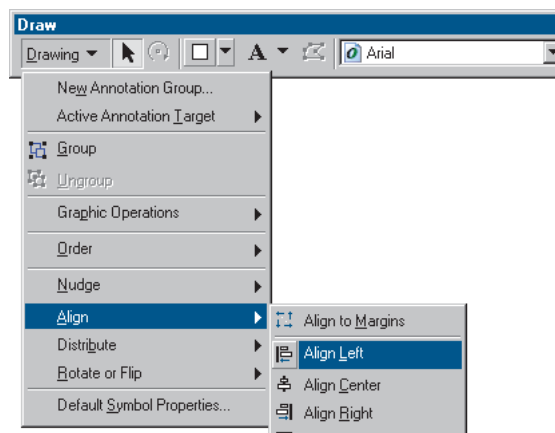 Draw
Drawing A Arial
New Annotation Group...
Active Annotation Target
Group
Ungroup
Graphic Operations
Order
Nudge
Align
Align to Margins
Distribute
Align Left
Rotate or Flip
Align Center
Default Symbol Properties...
Align Right